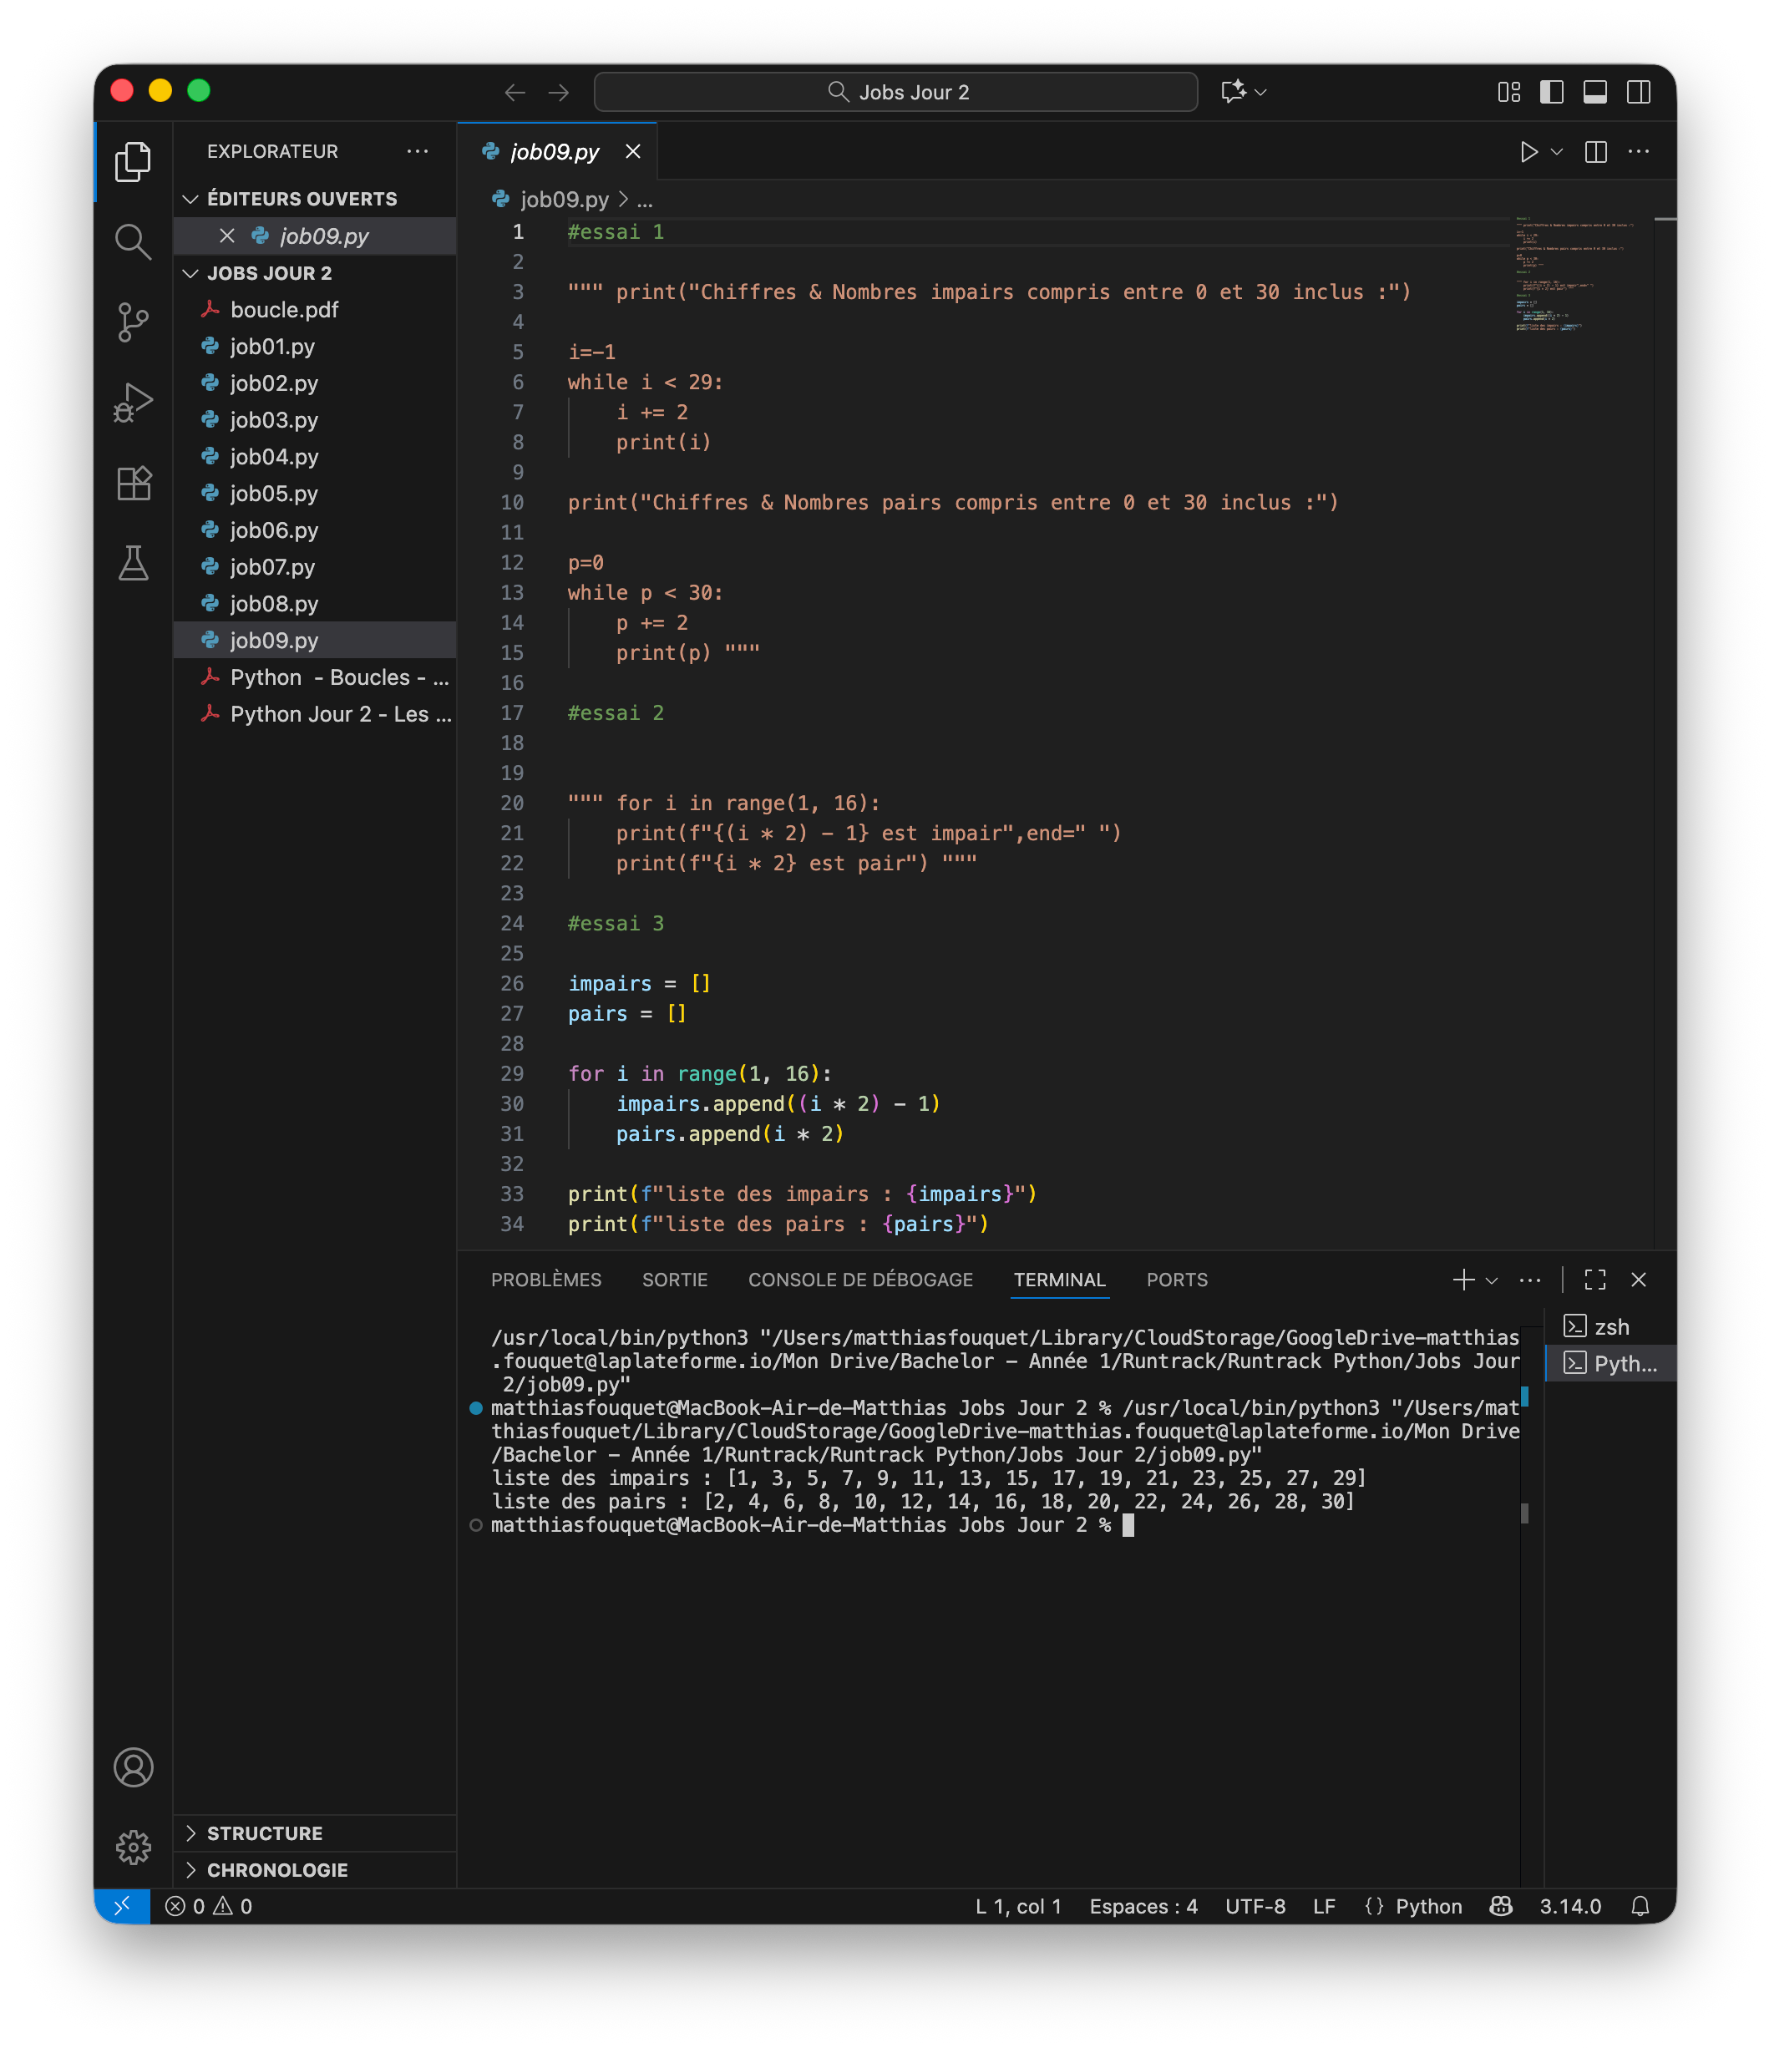 Jobs Jour 2
EXPLORATEUR
ÉDITEURS OUVERTS
job09.py
JOBS JOUR 2
boucle.pdf
job01.py
job02.py
job03.py
job04.py
job05.py
job06.py
job07.py
job08.py
job09.py
Python  - Boucles - ...
Python Jour 2 - Les ...
STRUCTURE
CHRONOLOGIE
job09.py
job09.py > ...
1 #essai 1
2
3 """ print("Chiffres & Nombres impairs compris entre 0 et 30 inclus :")
4
5 i=-1
6 while i < 29:
7     i += 2
8     print(i)
9
10 print("Chiffres & Nombres pairs compris entre 0 et 30 inclus :")
11
12 p=0
13 while p < 30:
14     p += 2
15     print(p) """
16
17 #essai 2
18
19
20 """ for i in range(1, 16):
21     print(f"{(i * 2) - 1} est impair",end=" ")
22     print(f"{i * 2} est pair") """
23
24 #essai 3
25
26 impairs = []
27 pairs = []
28
29 for i in range(1, 16):
30     impairs.append((i * 2) - 1)
31     pairs.append(i * 2)
32
33 print(f"liste des impairs : {impairs}")
34 print(f"liste des pairs : {pairs}")
PROBLÈMES SORTIE CONSOLE DE DÉBOGAGE TERMINAL PORTS
/usr/local/bin/python3 "/Users/matthiasfouquet/Library/CloudStorage/GoogleDrive-matthias
.fouquet@laplateforme.io/Mon Drive/Bachelor - Année 1/Runtrack/Runtrack Python/Jobs Jour
 2/job09.py"
matthiasfouquet@MacBook-Air-de-Matthias Jobs Jour 2 % /usr/local/bin/python3 "/Users/mat
thiasfouquet/Library/CloudStorage/GoogleDrive-matthias.fouquet@laplateforme.io/Mon Drive
/Bachelor - Année 1/Runtrack/Runtrack Python/Jobs Jour 2/job09.py"
liste des impairs : [1, 3, 5, 7, 9, 11, 13, 15, 17, 19, 21, 23, 25, 27, 29]
liste des pairs : [2, 4, 6, 8, 10, 12, 14, 16, 18, 20, 22, 24, 26, 28, 30]
matthiasfouquet@MacBook-Air-de-Matthias Jobs Jour 2 %
zsh
Pyth...
0 0 L 1, col 1 Espaces : 4 UTF-8 LF {} Python 3.14.0